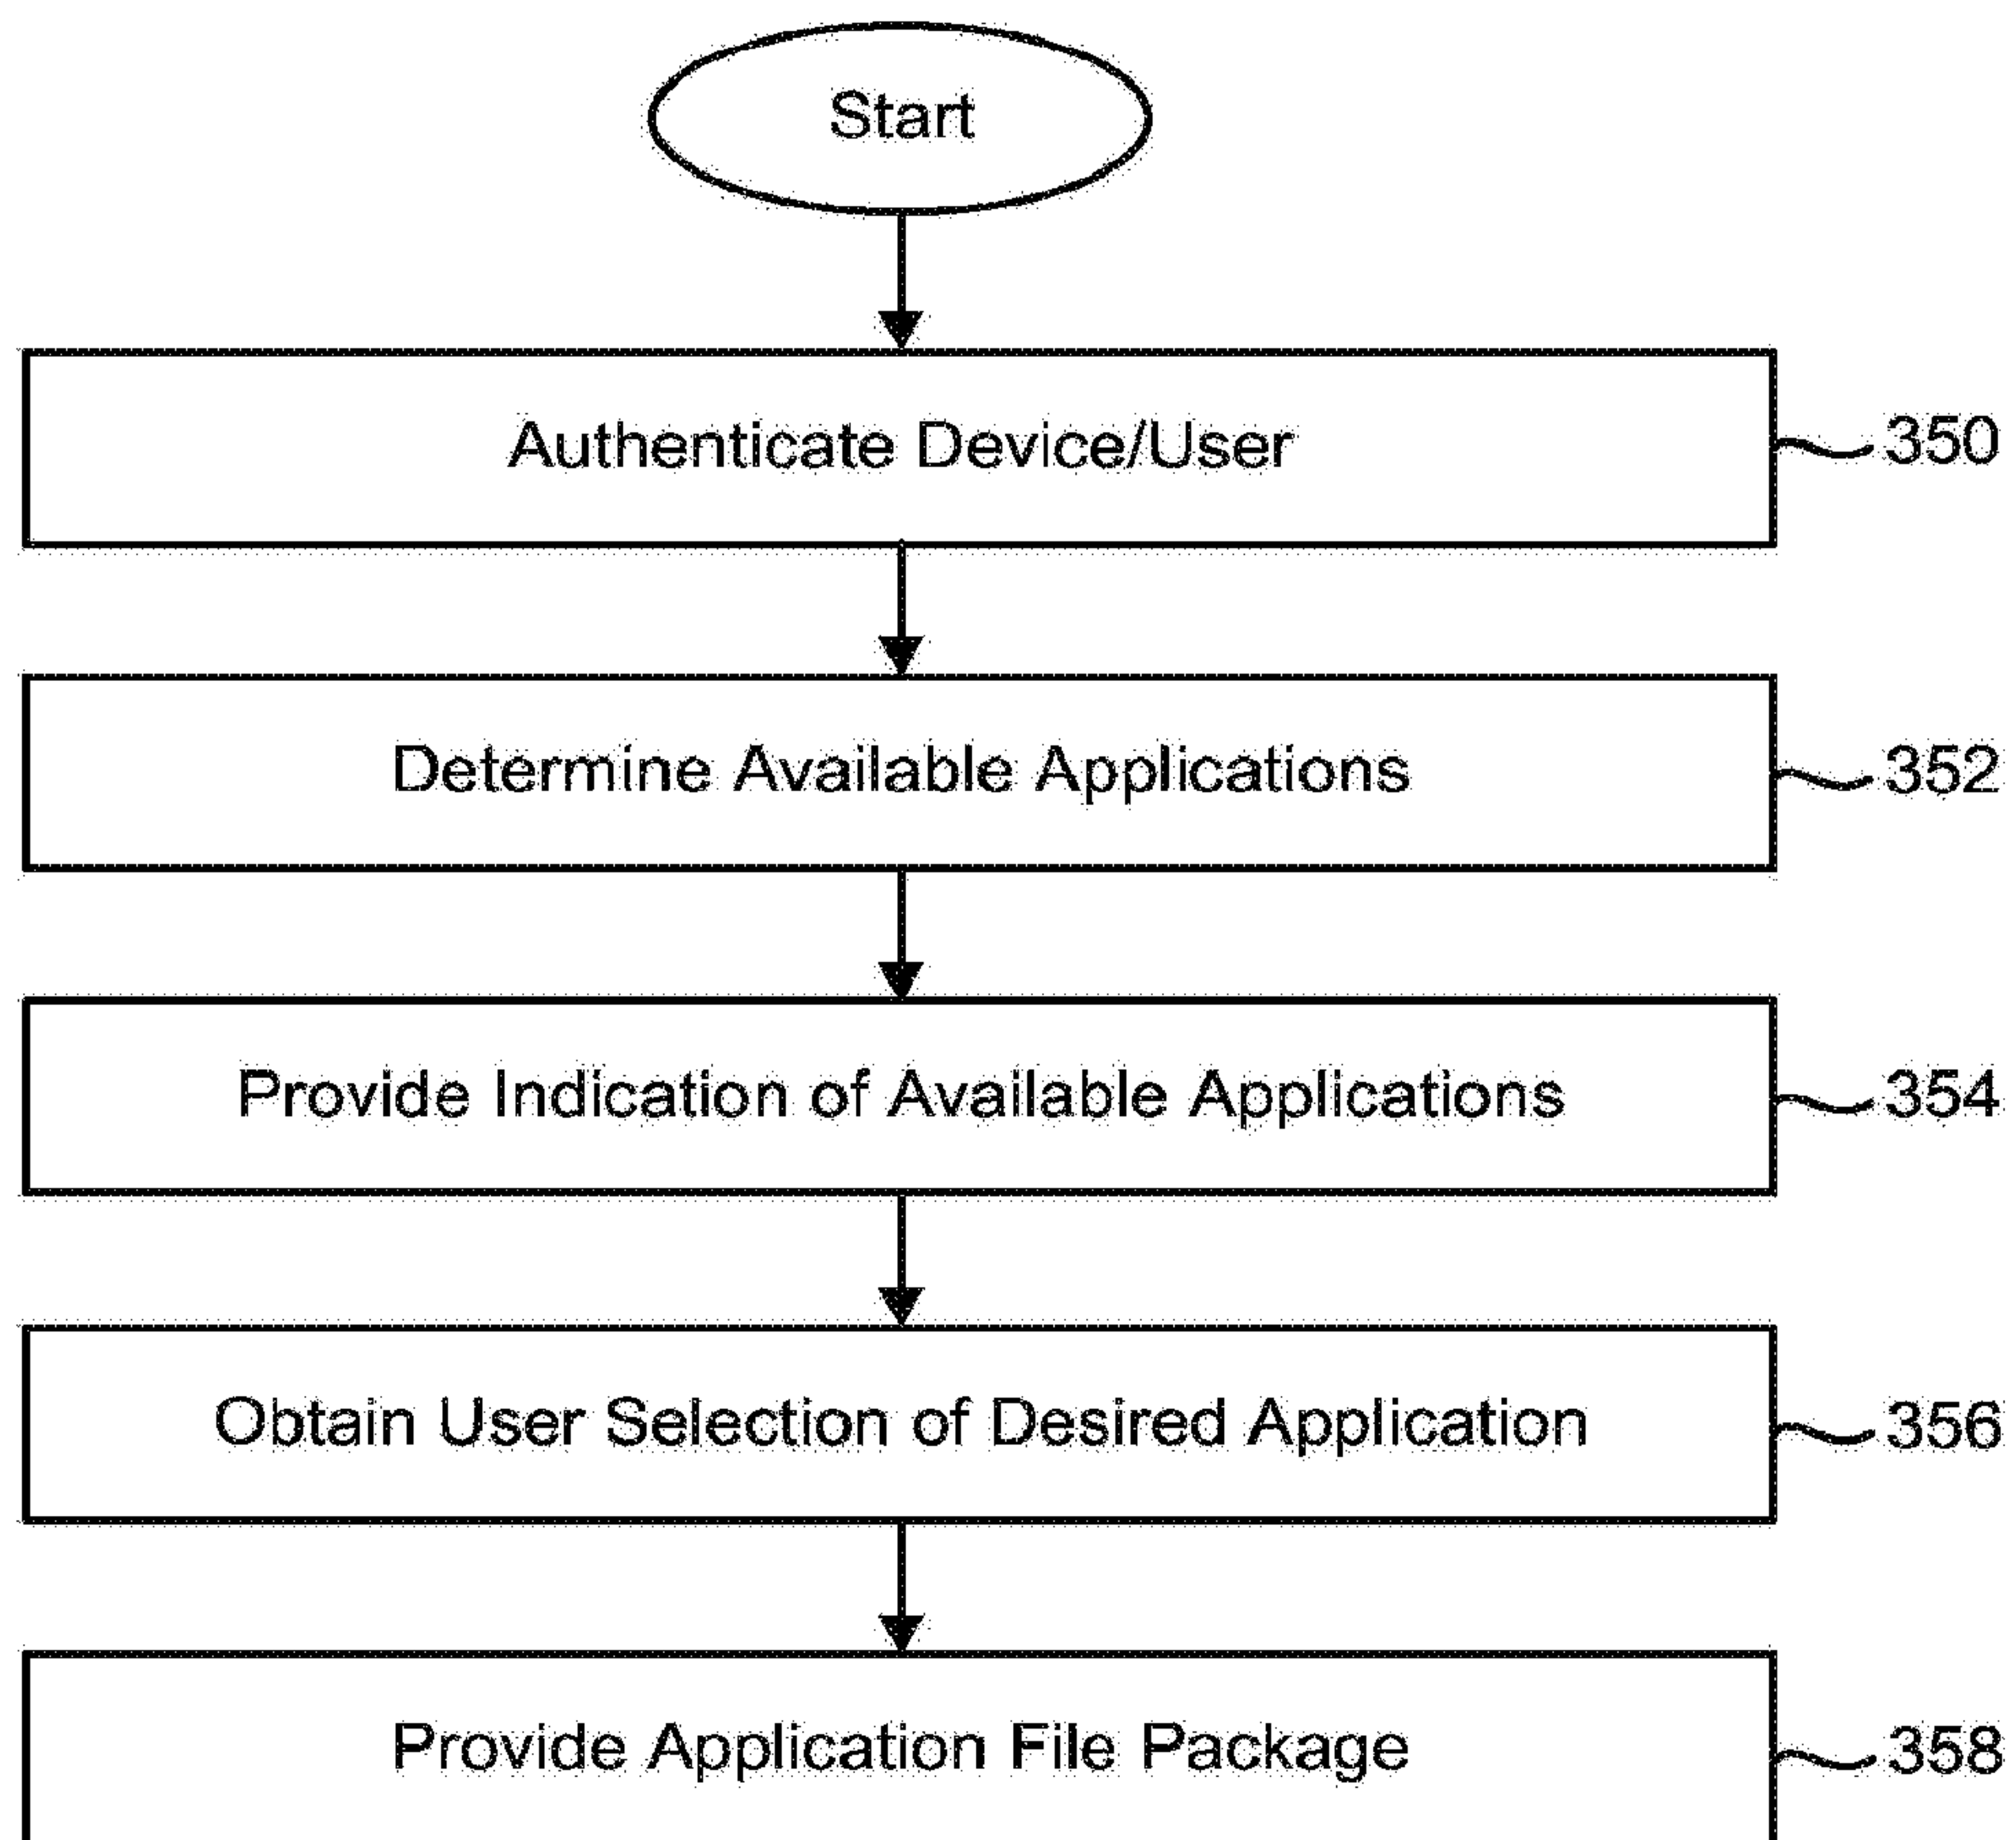 Start
Authenticate Device/User
350
Determine Available Applications
352
Provide Indication of Available Applications
354
Obtain User Selection of Desired Application
356
Provide Application File Package
358